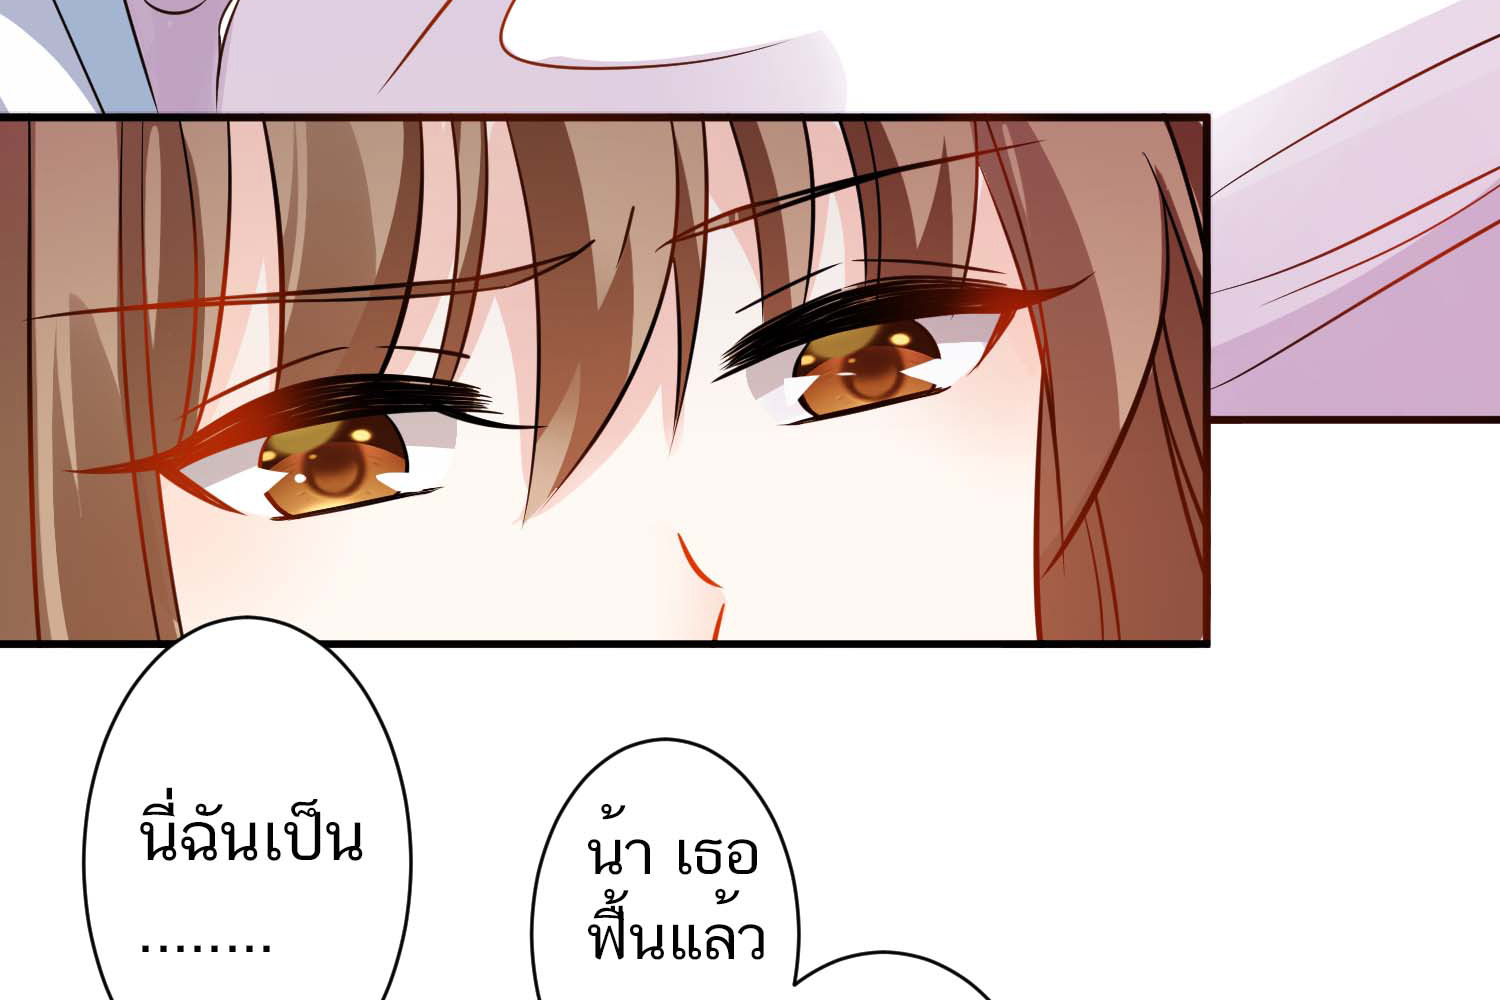 นี่ฉันเป็น
........
น้า เธอ
ฟื้นแล้ว